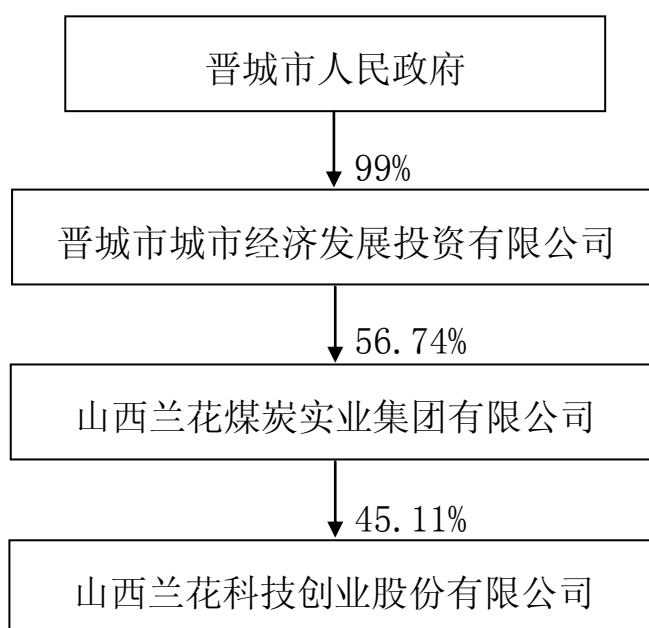 晋城市人民政府
99%
晋城市城市经济发展投资有限公司
56.74%
山西兰花煤炭实业集团有限公司
45.11%
山西兰花科技创业股份有限公司